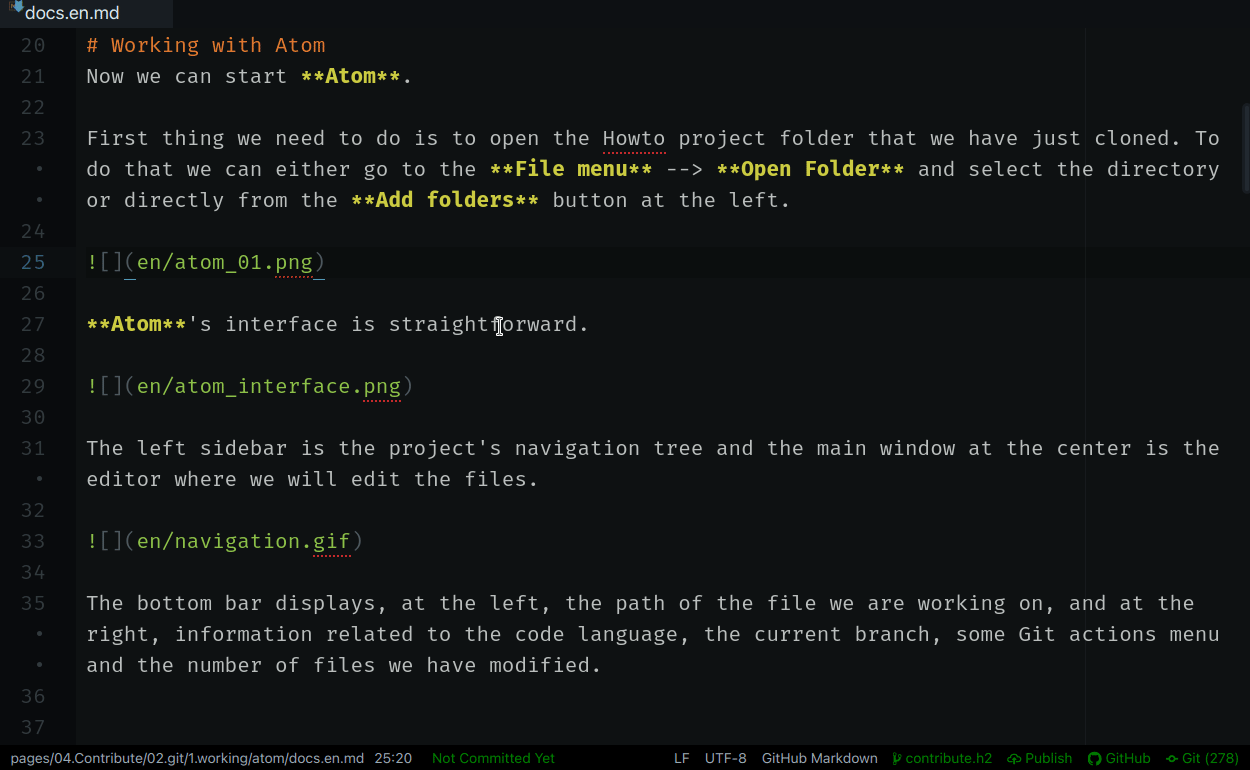 docs.en.md
20 # Working with Atom
21 Now we can start **Atom**.
22
23 First thing we need to do is to open the Howto project folder that we have just cloned. To
• do that we can either go to the **File menu** --> **Open Folder** and select the directory
• or directly from the **Add folders** button at the left.
24
25 ![](en/atom_01.png)
26
27 **Atom**'s interface is straightforward.
28
29 ![](en/atom_interface.png)
30
31 The left sidebar is the project's navigation tree and the main window at the center is the
• editor where we will edit the files.
32
33 ![](en/navigation.gif)
34
35 The bottom bar displays, at the left, the path of the file we are working on, and at the
• right, information related to the code language, the current branch, some Git actions menu
• and the number of files we have modified.
36
37
pages/04.Contribute/02.git/1.working/atom/docs.en.md 25:20 Not Committed Yet LF UTF-8 GitHub Markdown contribute.h2 Publish GitHub Git (278)